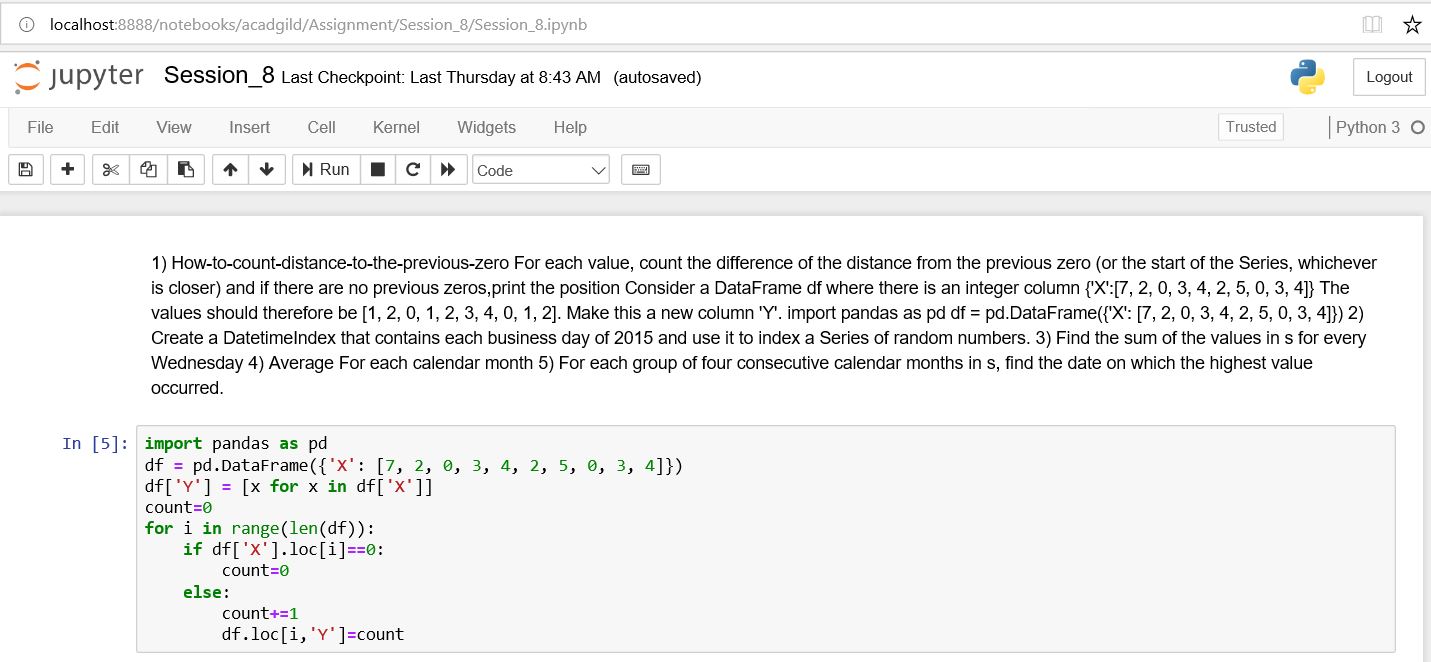 localhost:8888/notebooks/acadgild/Assignment/Session_8/Session_8.ipynb
jupyter Session_8 Last Checkpoint: Last Thursday at 8:43 AM (autosaved) Logout
File Edit View Insert Cell Kernel Widgets Help Trusted Python 3
Run Code
1) How-to-count-distance-to-the-previous-zero For each value, count the difference of the distance from the previous zero (or the start of the Series, whichever
is closer) and if there are no previous zeros,print the position Consider a DataFrame df where there is an integer column {'X':[7, 2, 0, 3, 4, 2, 5, 0, 3, 4]} The
values should therefore be [1, 2, 0, 1, 2, 3, 4, 0, 1, 2]. Make this a new column 'Y'. import pandas as pd df = pd.DataFrame({'X': [7, 2, 0, 3, 4, 2, 5, 0, 3, 4]}) 2)
Create a DatetimeIndex that contains each business day of 2015 and use it to index a Series of random numbers. 3) Find the sum of the values in s for every
Wednesday 4) Average For each calendar month 5) For each group of four consecutive calendar months in s, find the date on which the highest value
occurred.
In [5]: import pandas as pd
df = pd.DataFrame({'X': [7, 2, 0, 3, 4, 2, 5, 0, 3, 4]})
df['Y'] = [x for x in df['X']]
count=0
for i in range(len(df)):
    if df['X'].loc[i]==0:
        count=0
    else:
        count+=1
        df.loc[i,'Y']=count